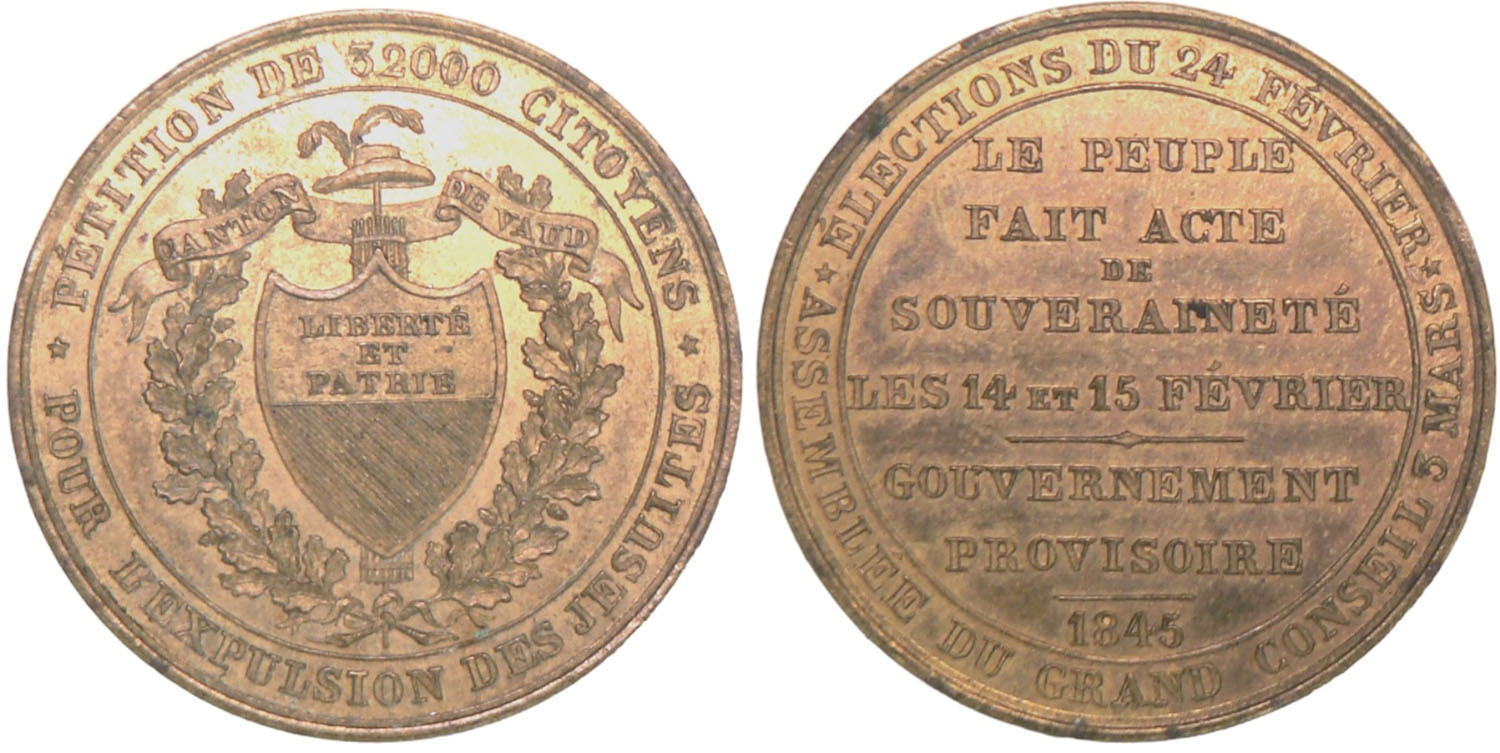 ★ PÉTITION DE 32000 CITOYENS ★
POUR L'EXPULSION DES JESUITES
CANTON DE VAUD
LIBERTÉ
ET
PATRIE
★ ÉLECTIONS DU 24 FÉVRIER ★
ASSEMBLÉE DU GRAND CONSEIL 3 MARS
LE PEUPLE
FAIT ACTE
DE
SOUVERAINETÉ
LES 14 ET 15 FÉVRIER
GOUVERNEMENT
PROVISOIRE
1845